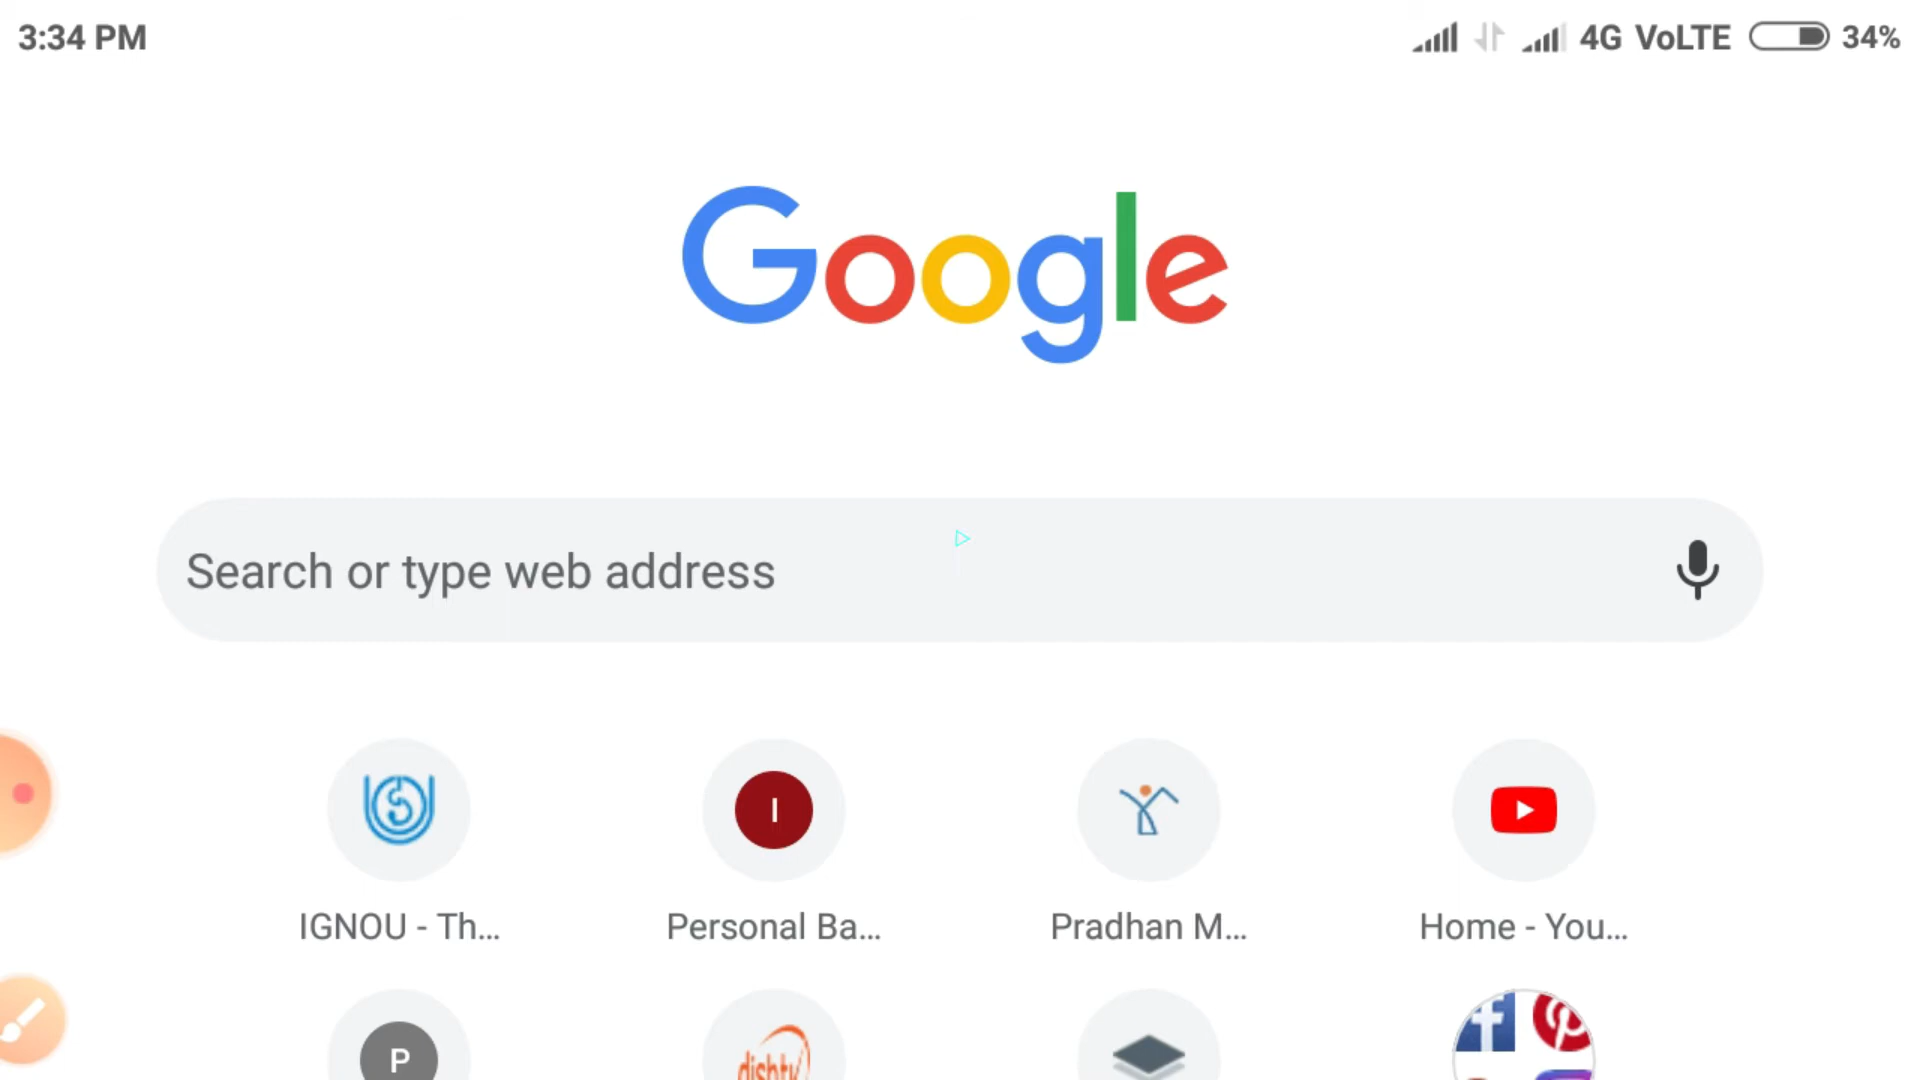 3:34 PM 4G VoLTE 34%
Google
Search or type web address
I
IGNOU - Th... Personal Ba... Pradhan M... Home - You...
P
dishtv